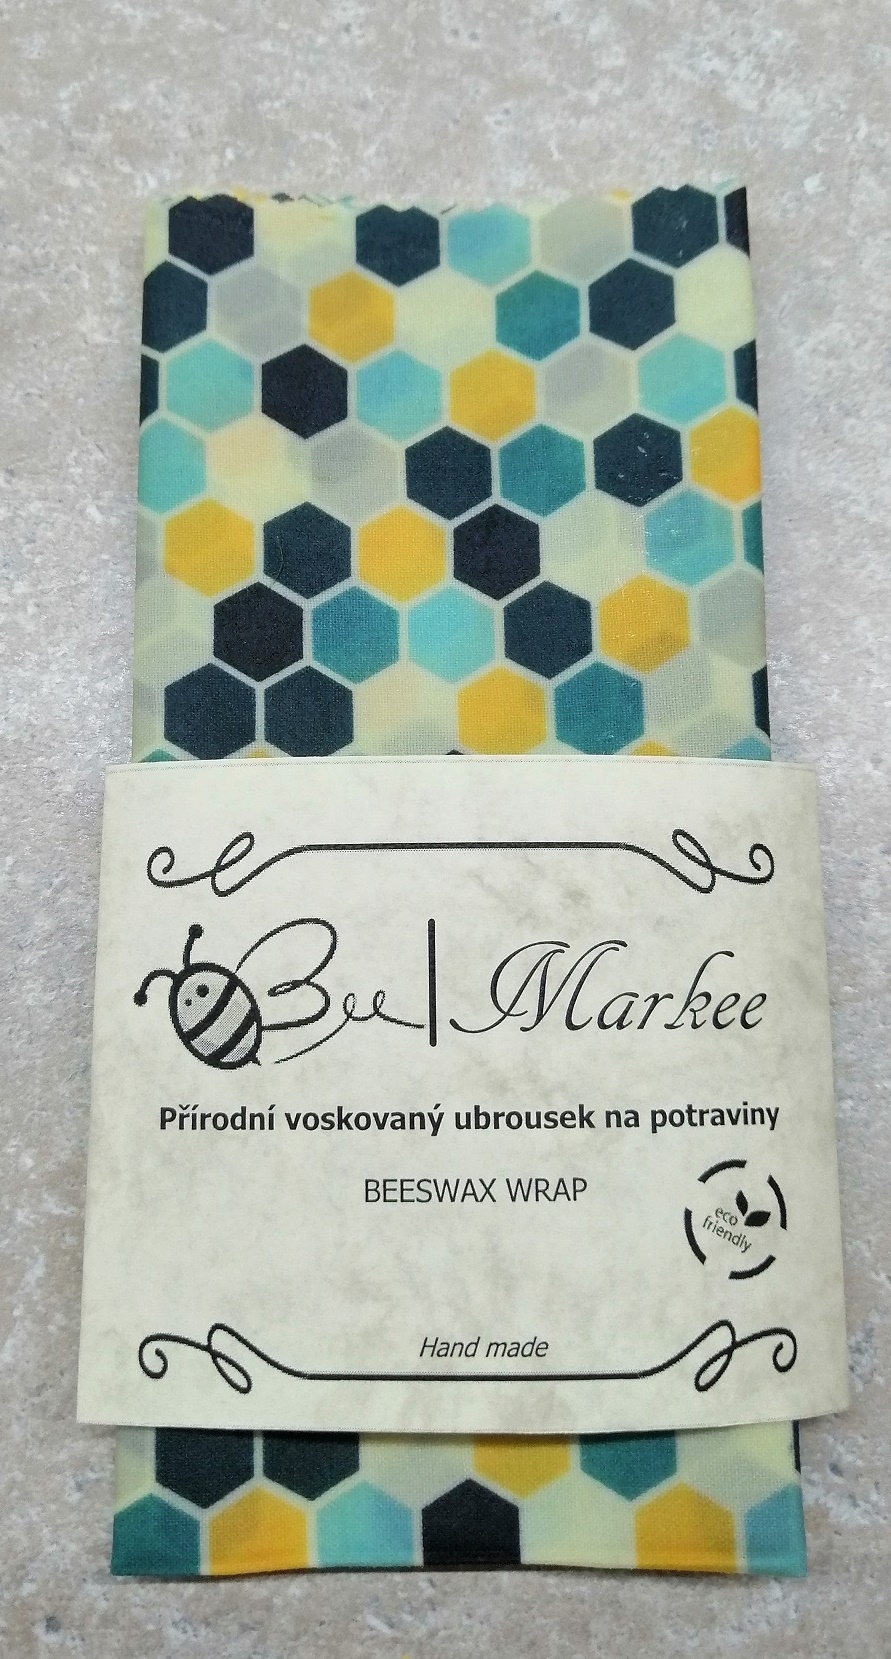 Bee | Markee
Přírodní voskovaný ubrousek na potraviny
BEESWAX WRAP
eco
friendly
Hand made